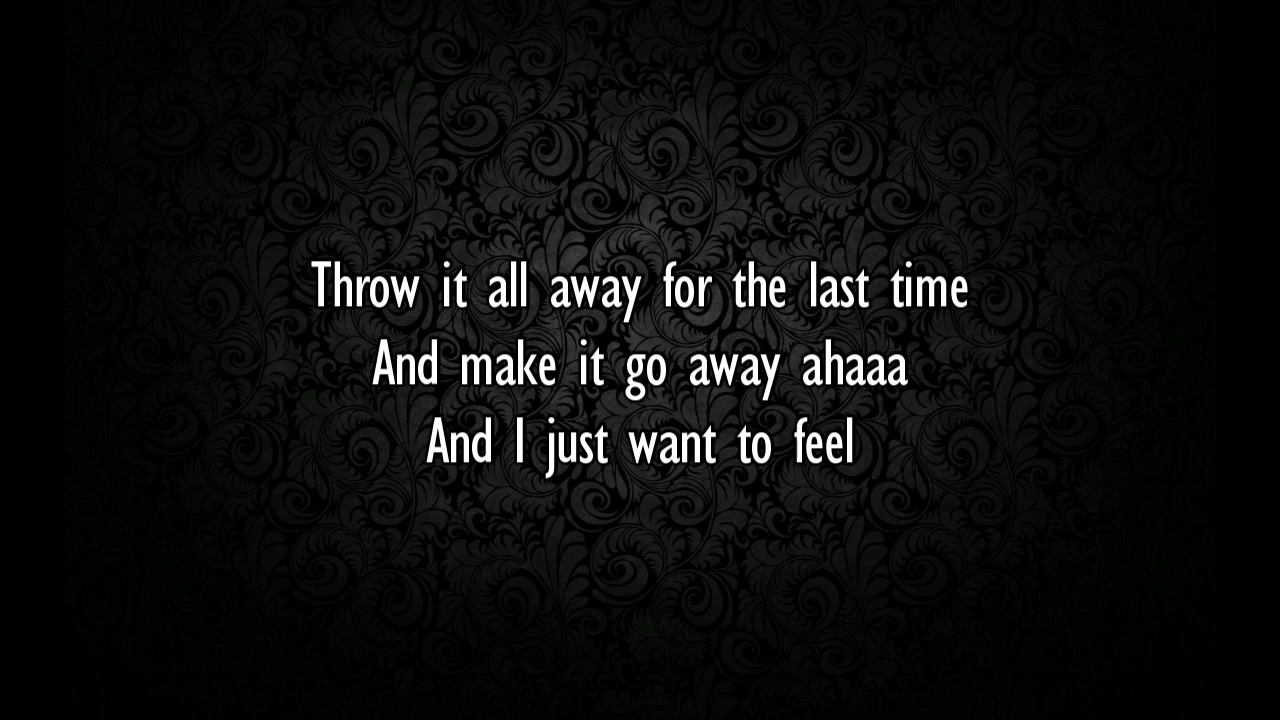 Throw it all away for the last time
And make it go away ahaaa
And I just want to feel